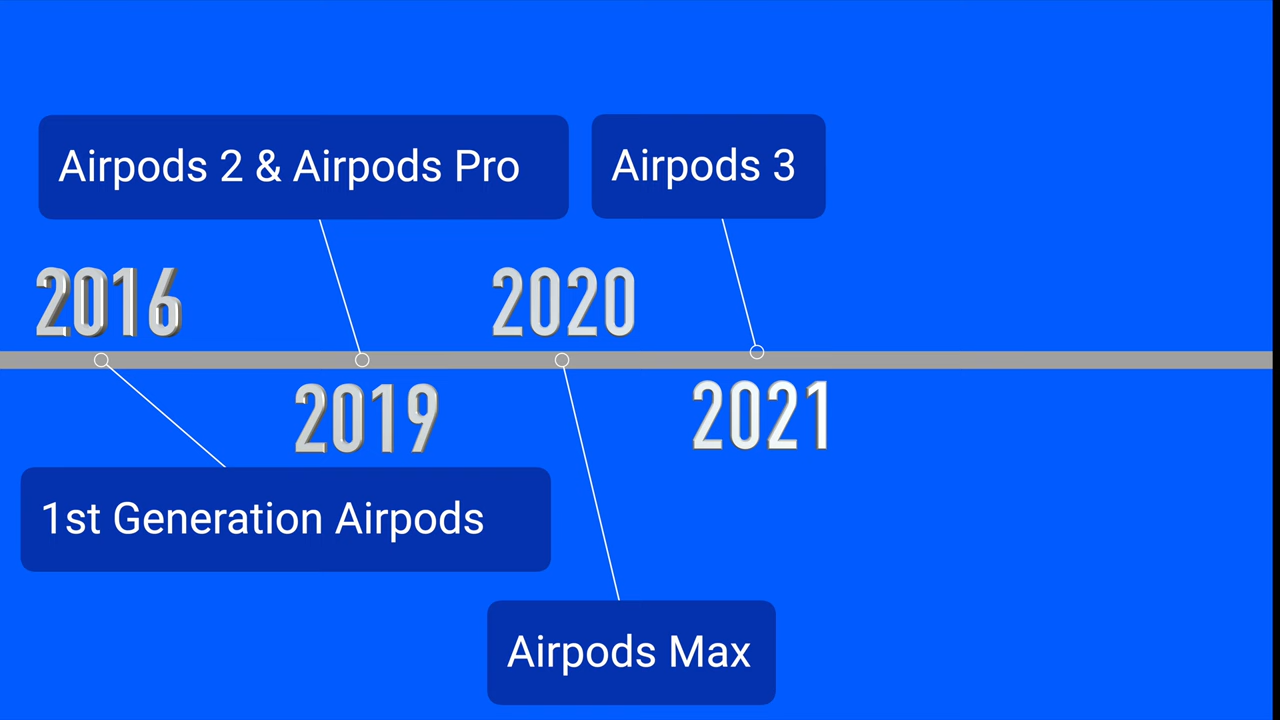 Airpods 2 & Airpods Pro
Airpods 3
2016
2020
2019
2021
1st Generation Airpods
Airpods Max